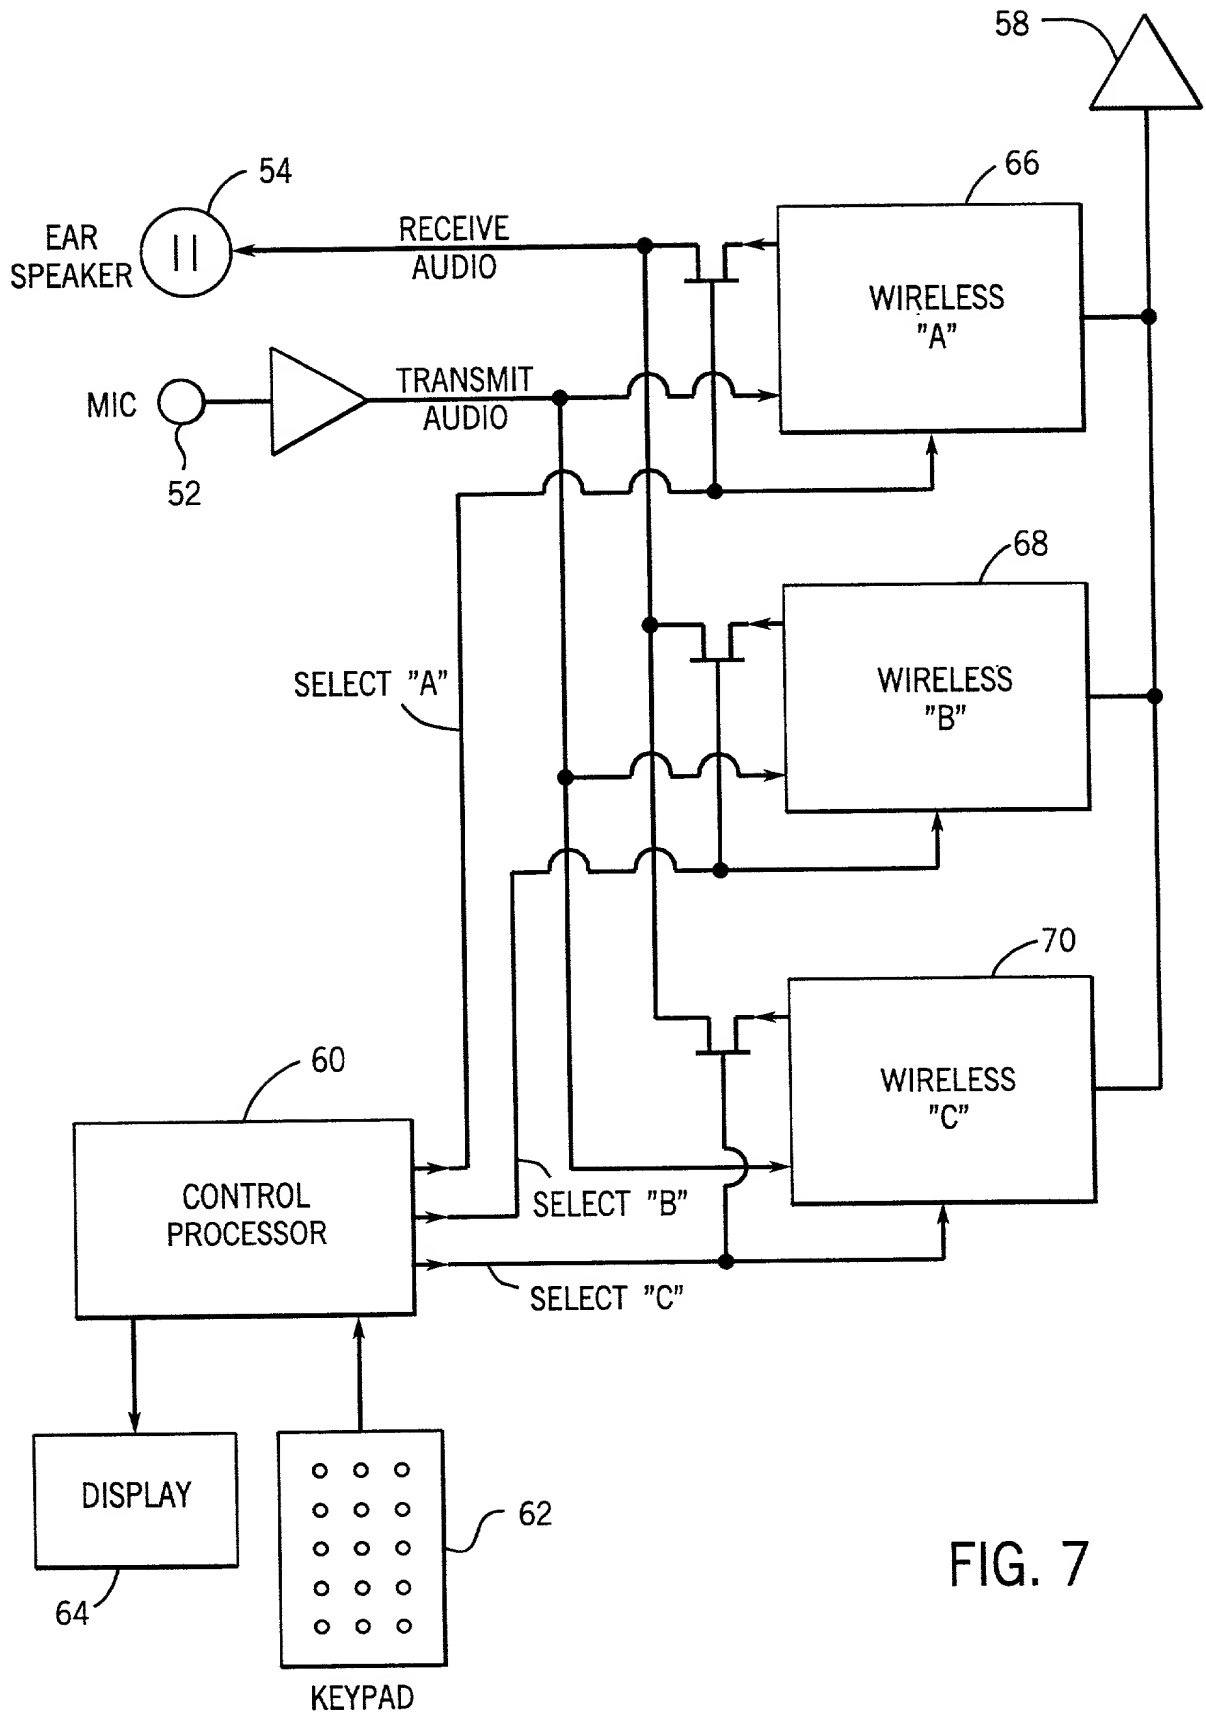 58
54
66
EAR
SPEAKER
RECEIVE
AUDIO
WIRELESS
"A"
MIC
TRANSMIT
AUDIO
52
68
SELECT "A"
WIRELESS
"B"
70
60
WIRELESS
"C"
CONTROL
PROCESSOR
SELECT "B"
SELECT "C"
DISPLAY
62
64
FIG. 7
KEYPAD